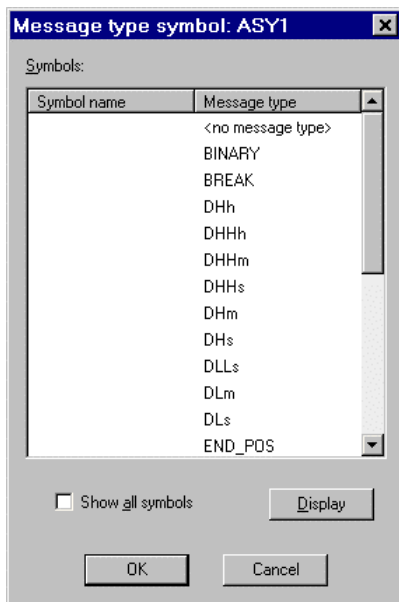 Message type symbol: ASY1
Symbols:
Symbol name Message type
<no message type>
BINARY
BREAK
DHh
DHHh
DHHm
DHHs
DHm
DHs
DLLs
DLm
DLs
END_POS
Show all symbols Display
OK Cancel